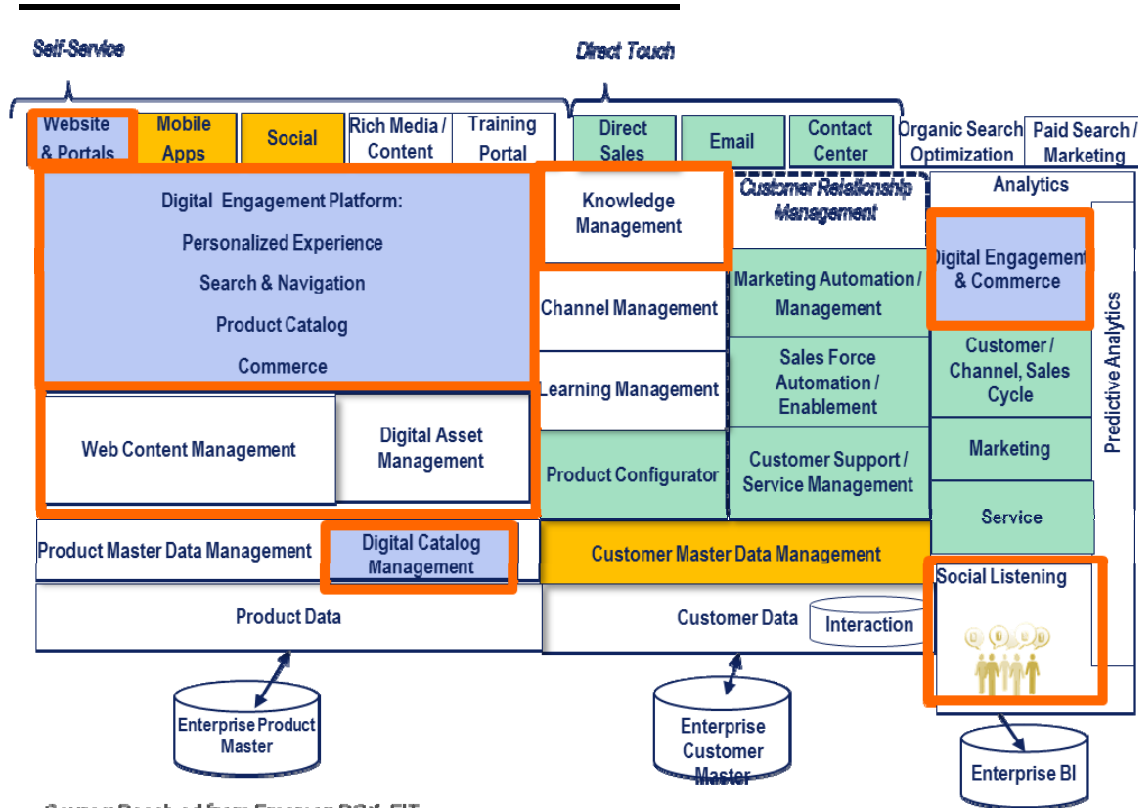 Self-Service
Direct Touch
Website
& Portals
Mobile
Apps
Social
Rich Media /
Content
Training
Portal
Direct
Sales
Email
Contact
Center
Organic Search
Optimization
Paid Search /
Marketing
Digital Engagement Platform:
Personalized Experience
Search & Navigation
Product Catalog
Commerce
Knowledge
Management
Customer Relationship
Management
Analytics
Digital Engagement
& Commerce
Channel Management
Marketing Automation /
Management
Predictive Analytics
Learning Management
Sales Force
Automation /
Enablement
Customer /
Channel, Sales
Cycle
Web Content Management
Digital Asset
Management
Product Configurator
Customer Support /
Service Management
Marketing
Service
Product Master Data Management
Digital Catalog
Management
Customer Master Data Management
Social Listening
Product Data
Customer Data
Interaction
Enterprise Product
Master
Enterprise
Customer
Master
Enterprise BI
from